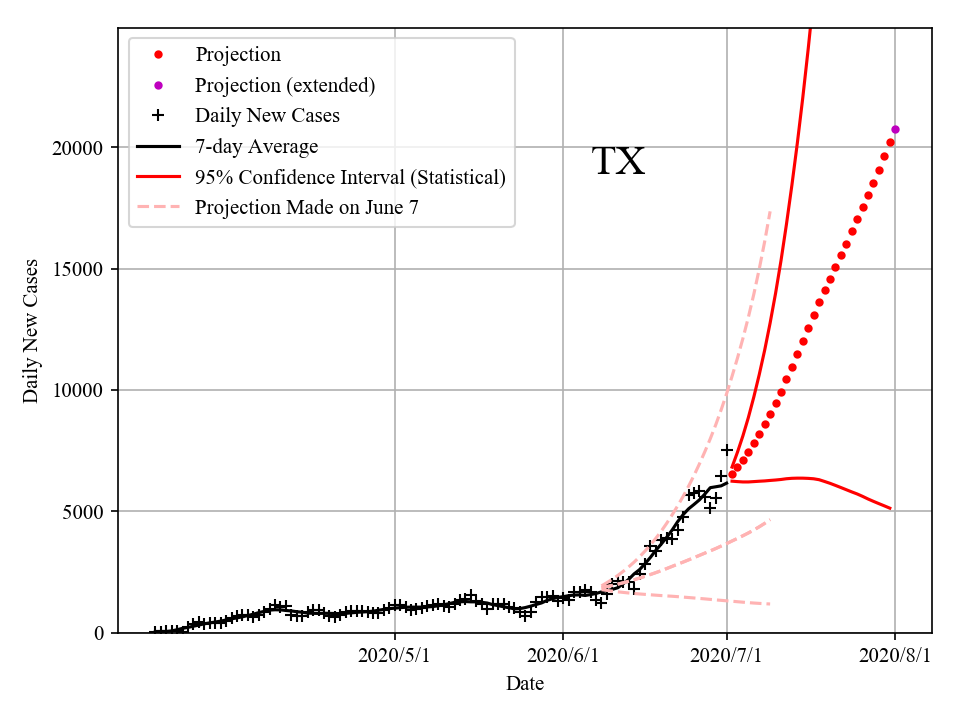 Projection
Projection (extended)
Daily New Cases
7-day Average
95% Confidence Interval (Statistical)
Projection Made on June 7
TX
20000
15000
10000
5000
0
Daily New Cases
2020/5/1 2020/6/1 2020/7/1 2020/8/1
Date